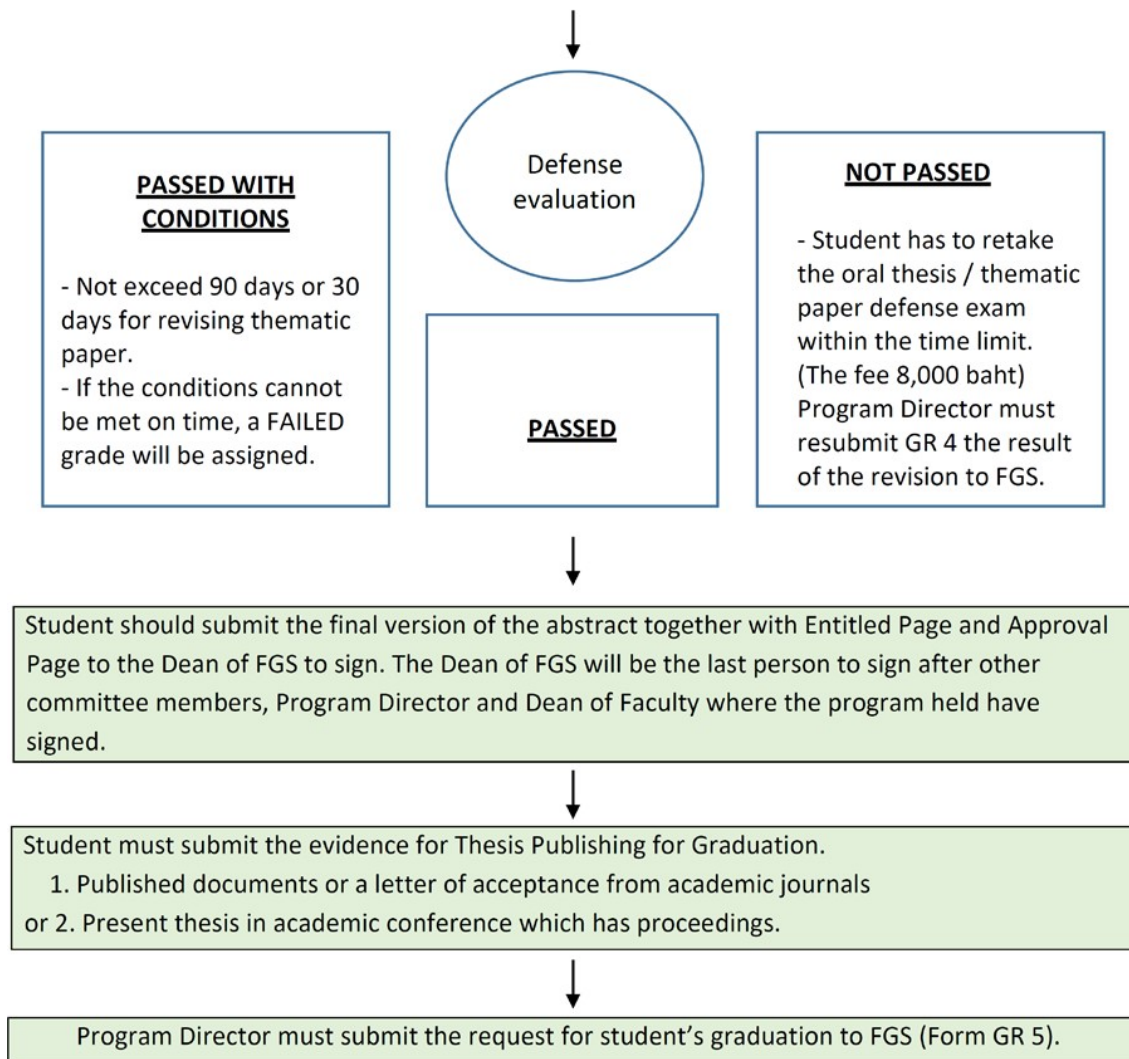 Defense
evaluation
PASSED WITH
CONDITIONS
- Not exceed 90 days or 30
days for revising thematic
paper.
- If the conditions cannot
be met on time, a FAILED
grade will be assigned.
PASSED
NOT PASSED
- Student has to retake
the oral thesis / thematic
paper defense exam
within the time limit.
(The fee 8,000 baht)
Program Director must
resubmit GR 4 the result
of the revision to FGS.
Student should submit the final version of the abstract together with Entitled Page and Approval
Page to the Dean of FGS to sign. The Dean of FGS will be the last person to sign after other
committee members, Program Director and Dean of Faculty where the program held have
signed.
Student must submit the evidence for Thesis Publishing for Graduation.
1. Published documents or a letter of acceptance from academic journals
or 2. Present thesis in academic conference which has proceedings.
Program Director must submit the request for student’s graduation to FGS (Form GR 5).